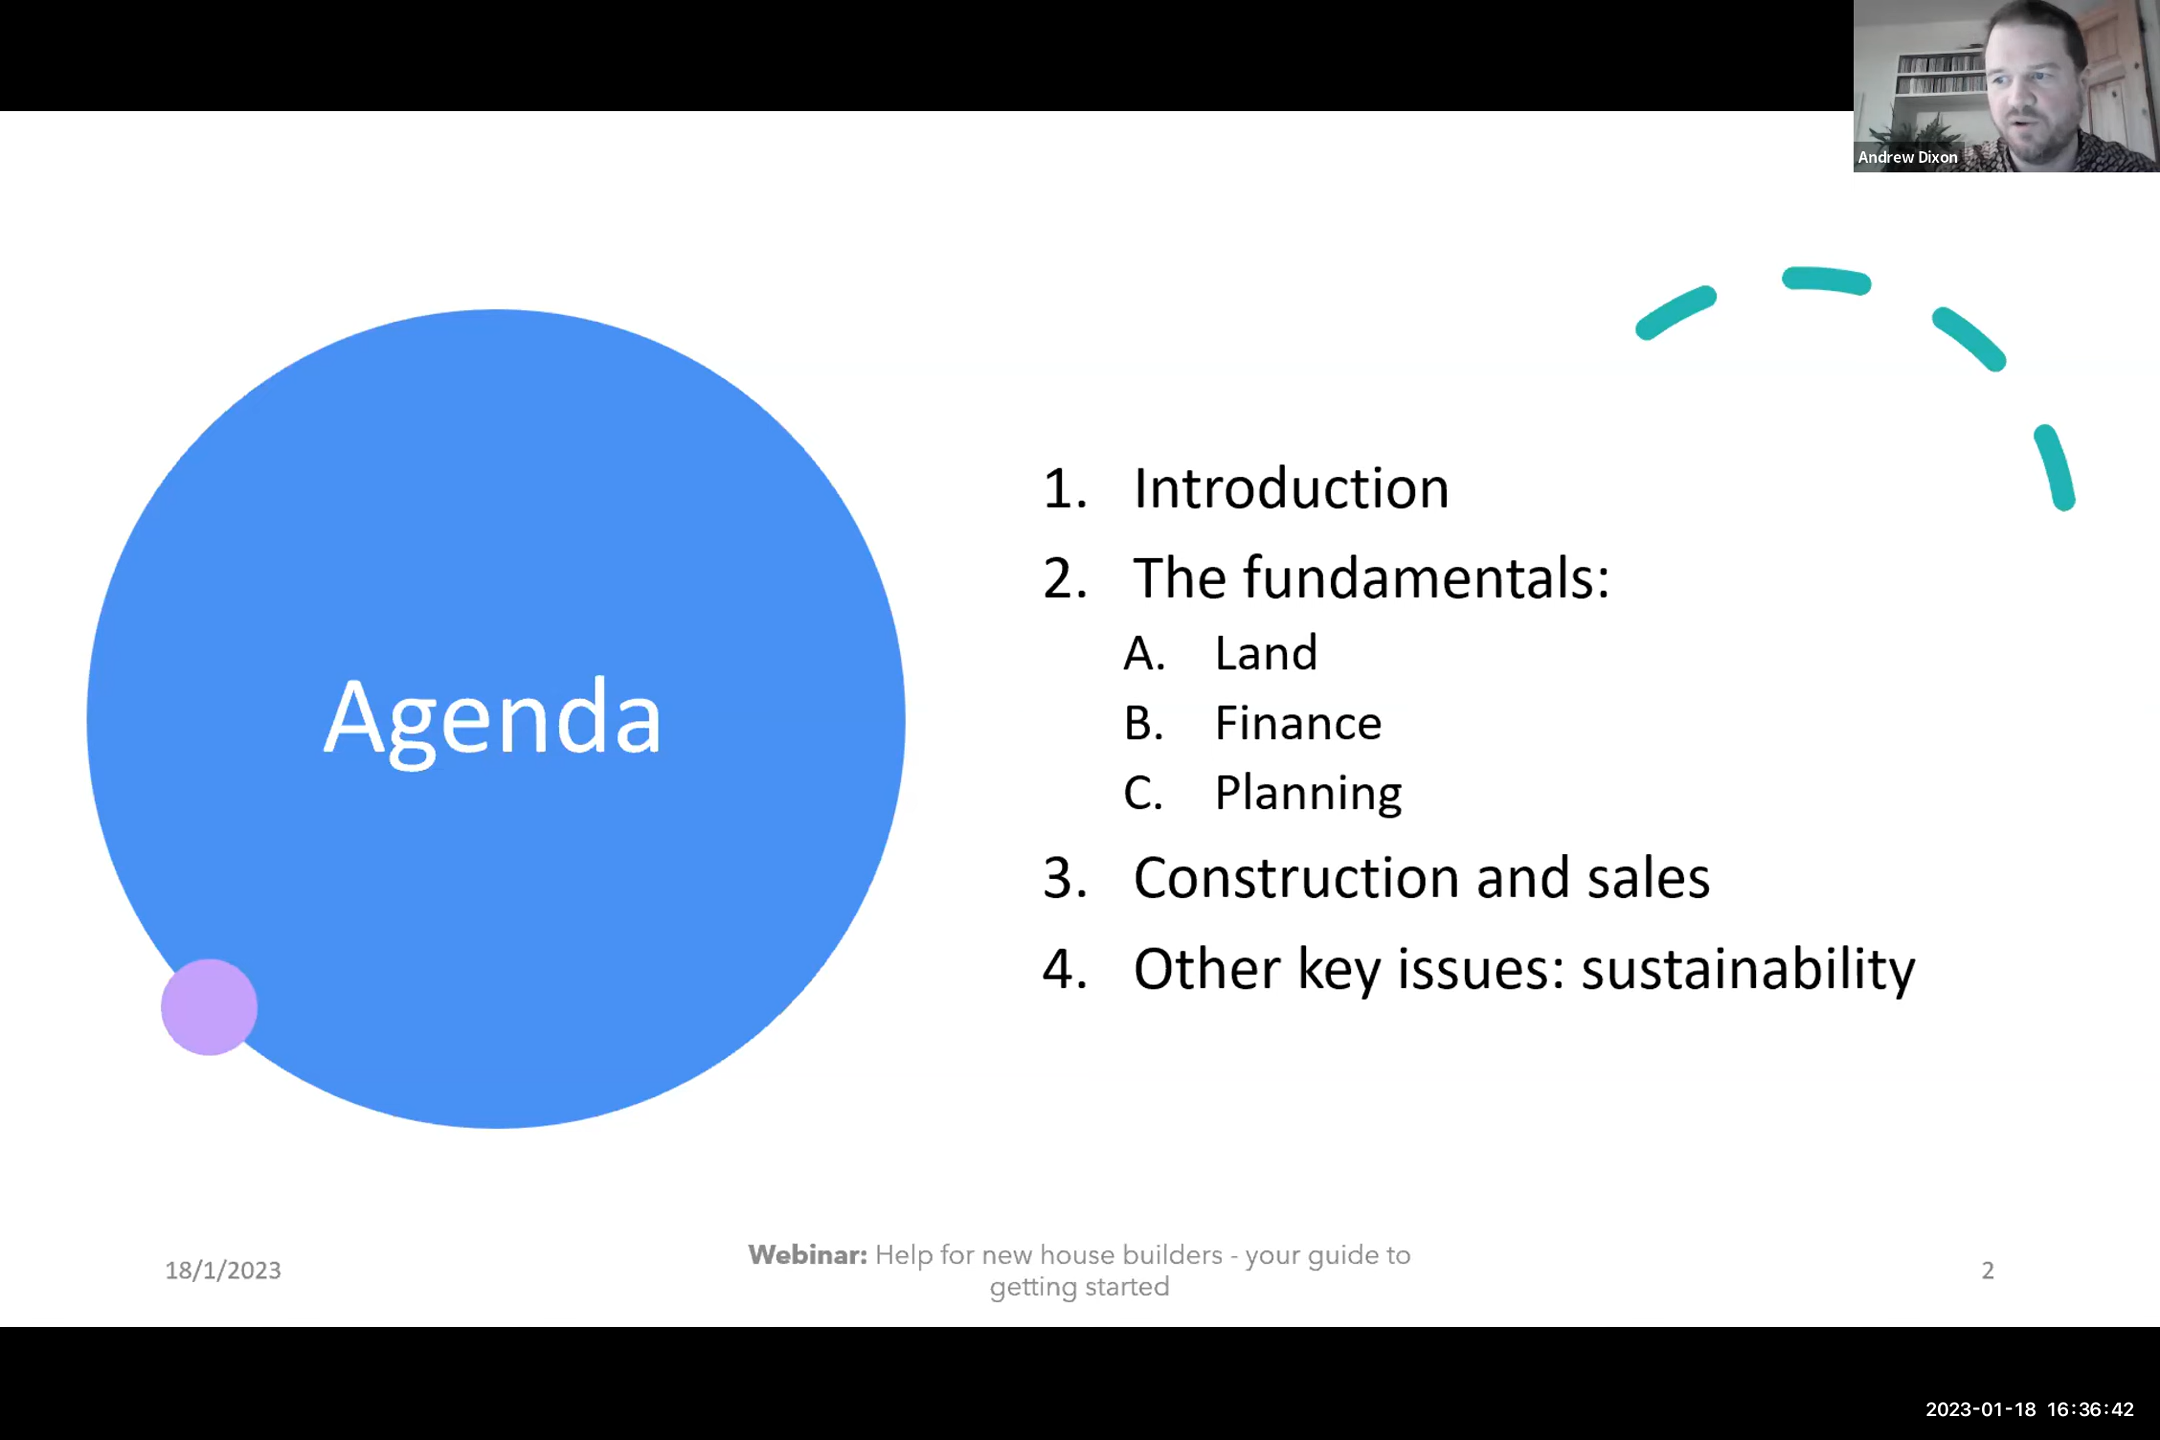 Andrew Dixon
Agenda
1. Introduction
2. The fundamentals:
A. Land
B. Finance
C. Planning
3. Construction and sales
4. Other key issues: sustainability
18/1/2023
Webinar: Help for new house builders - your guide to
getting started
2
2023-01-18 16:36:42